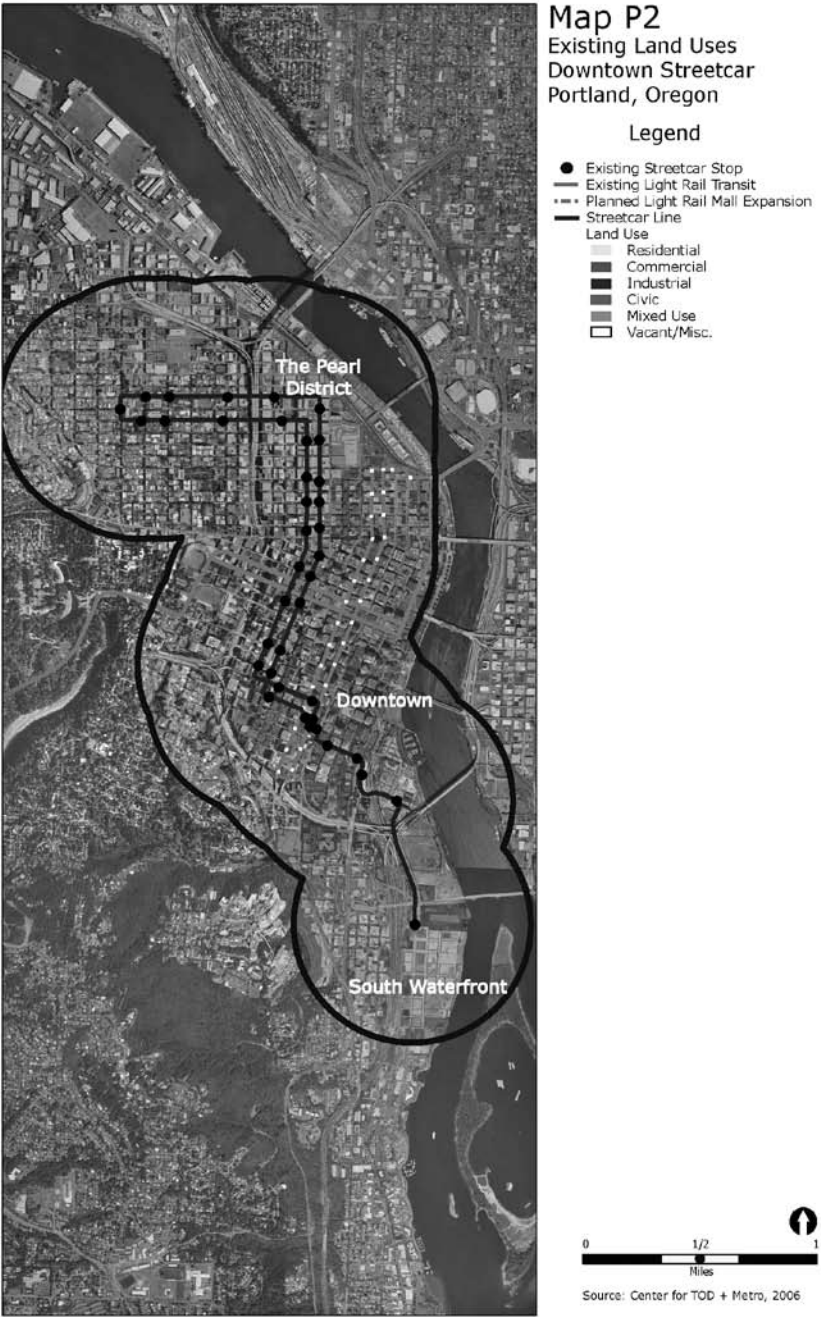 Map P2
Existing Land Uses
Downtown Streetcar
Portland, Oregon
Legend
Existing Streetcar Stop
Existing Light Rail Transit
Planned Light Rail Mall Expansion
Streetcar Line
Land Use
Residential
Commercial
Industrial
Civic
Mixed Use
Vacant/Misc.
The Pearl
District
Downtown
South Waterfront
0 1/2 1
Miles
Source: Center for TOD + Metro, 2006